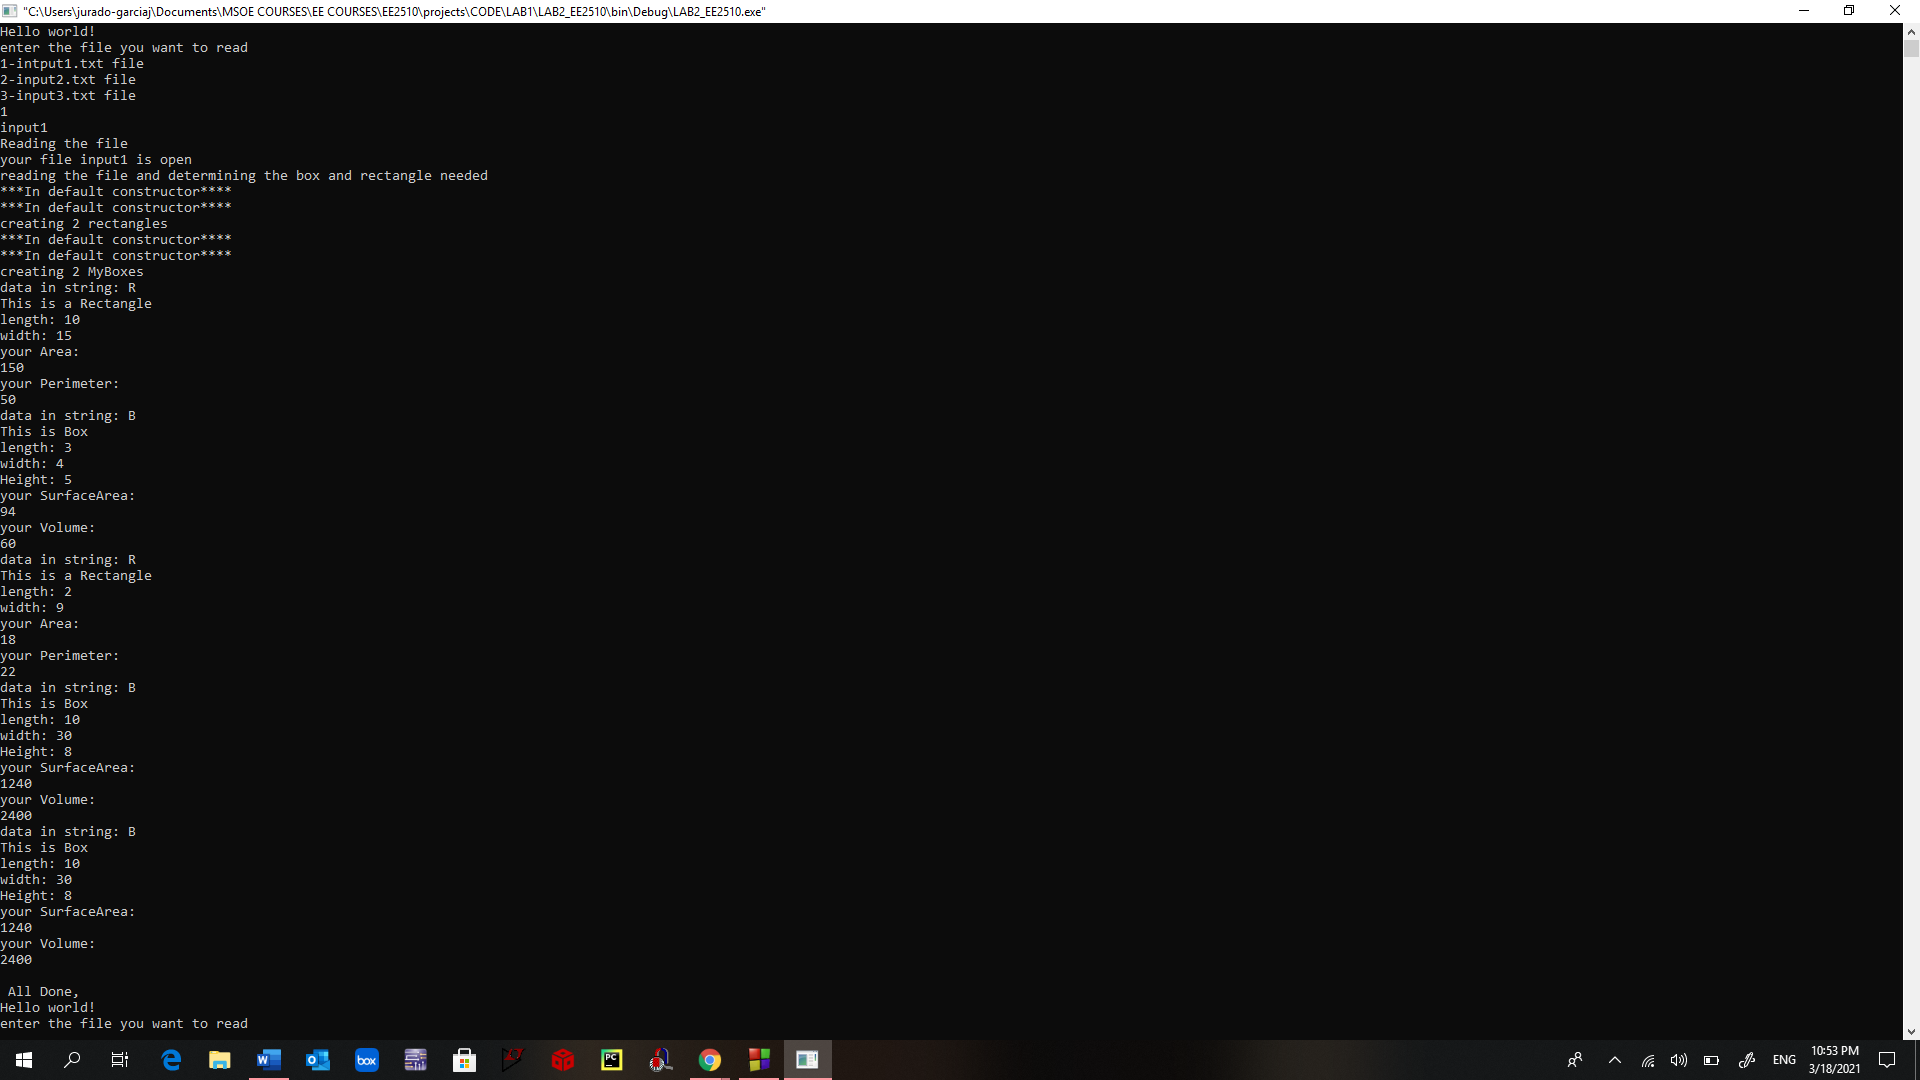 "C:\Users\jurado-garciaj\Documents\MSOE COURSES\EE COURSES\EE2510\projects\CODE\LAB1\LAB2_EE2510\bin\Debug\LAB2_EE2510.exe"
Hello world!
enter the file you want to read
1-intput1.txt file
2-input2.txt file
3-input3.txt file
1
input1
Reading the file
your file input1 is open
reading the file and determining the box and rectangle needed
***In default constructor****
***In default constructor****
creating 2 rectangles
***In default constructor****
***In default constructor****
creating 2 MyBoxes
data in string: R
This is a Rectangle
length: 10
width: 15
your Area:
150
your Perimeter:
50
data in string: B
This is Box
length: 3
width: 4
Height: 5
your SurfaceArea:
94
your Volume:
60
data in string: R
This is a Rectangle
length: 2
width: 9
your Area:
18
your Perimeter:
22
data in string: B
This is Box
length: 10
width: 30
Height: 8
your SurfaceArea:
1240
your Volume:
2400
data in string: B
This is Box
length: 10
width: 30
Height: 8
your SurfaceArea:
1240
your Volume:
2400
All Done,
Hello world!
enter the file you want to read
W
box
PC
ENG
10:53 PM
3/18/2021